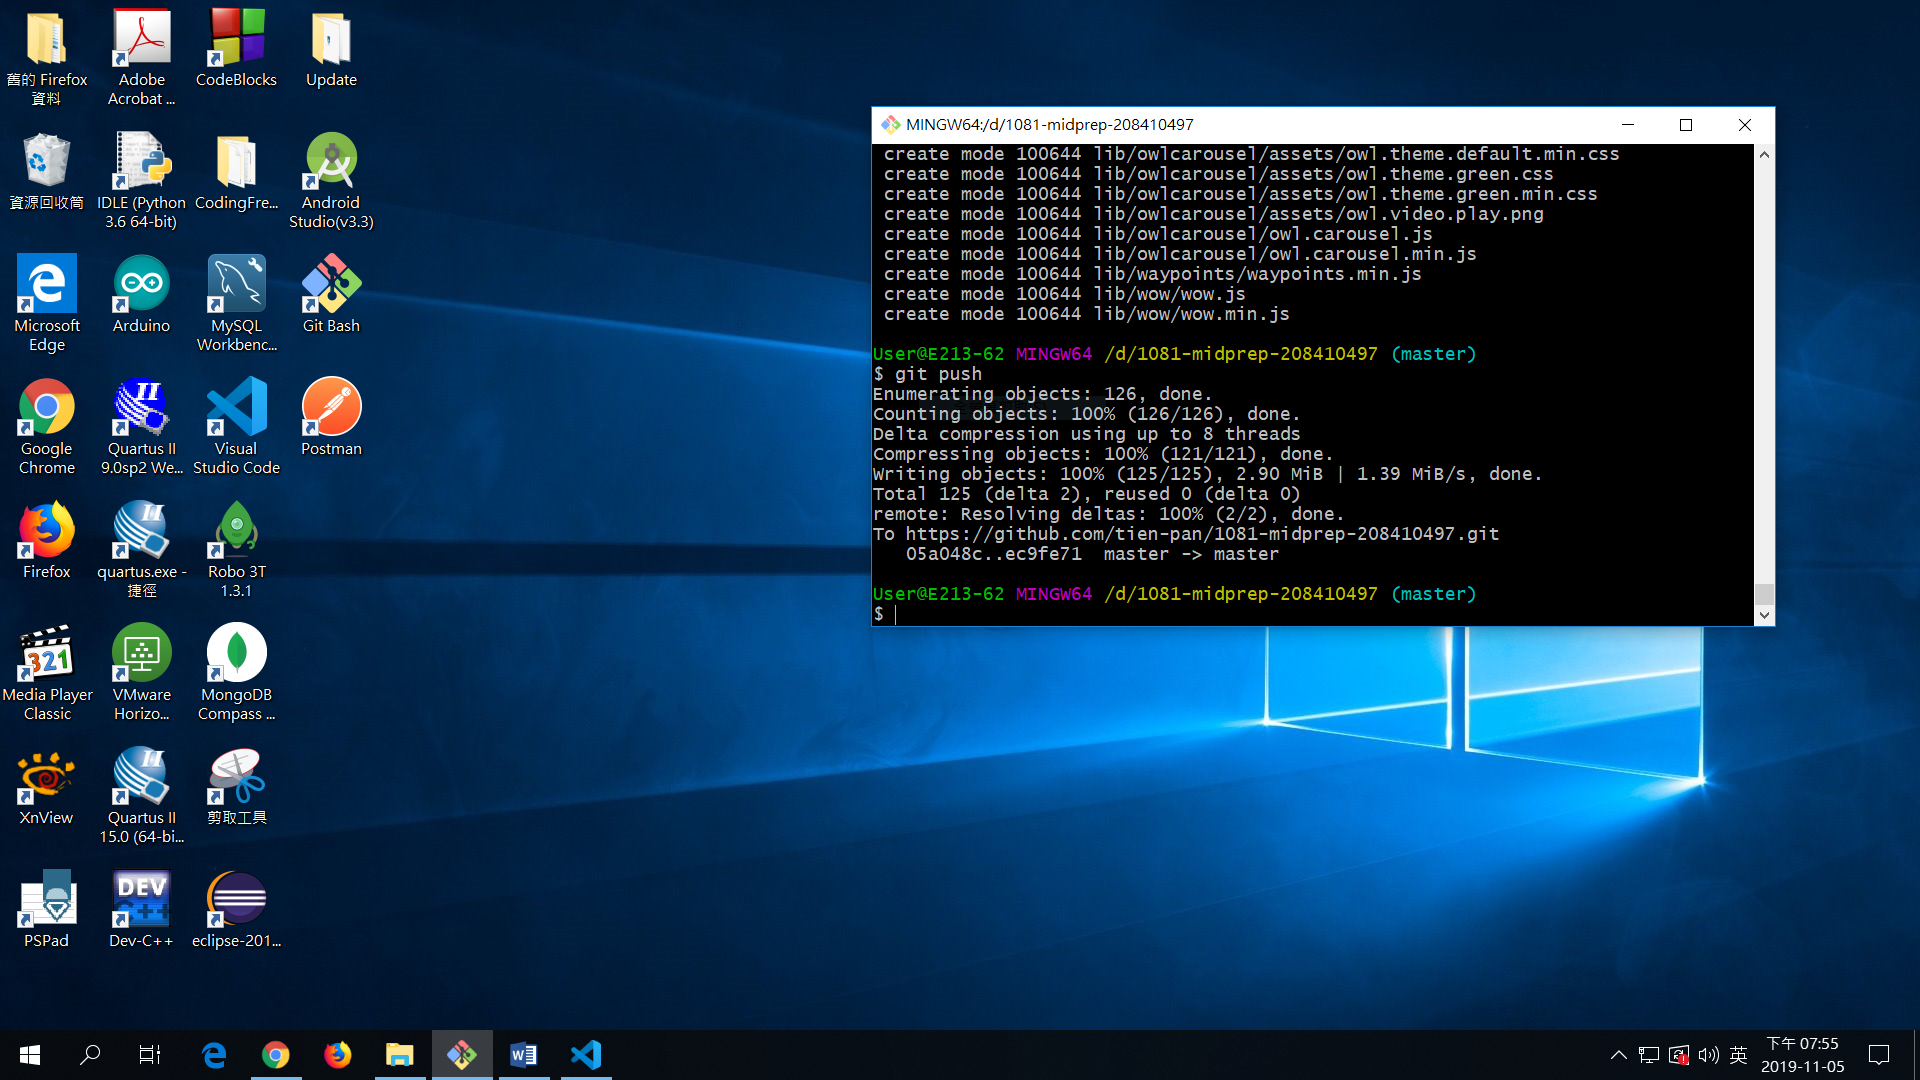 舊的 Firefox
資料
Adobe
Acrobat ...
CodeBlocks
Update
資源回收筒
IDLE (Python
3.6 64-bit)
CodingFre...
Android
Studio(v3.3)
Microsoft
Edge
Arduino
MySQL
Workbenc...
Git Bash
Google
Chrome
Quartus II
9.0sp2 We...
Visual
Studio Code
Postman
Firefox
quartus.exe -
捷徑
Robo 3T
1.3.1
321
Media Player
Classic
VMware
Horizo...
MongoDB
Compass ...
XnView
Quartus II
15.0 (64-bi...
剪取工具
PSPad
DEV
C++
Dev-C++
eclipse-201...
MINGW64:/d/1081-midprep-208410497
create mode 100644 lib/owlcarousel/assets/owl.theme.default.min.css
create mode 100644 lib/owlcarousel/assets/owl.theme.green.css
create mode 100644 lib/owlcarousel/assets/owl.theme.green.min.css
create mode 100644 lib/owlcarousel/assets/owl.video.play.png
create mode 100644 lib/owlcarousel/owl.carousel.js
create mode 100644 lib/owlcarousel/owl.carousel.min.js
create mode 100644 lib/waypoints/waypoints.min.js
create mode 100644 lib/wow/wow.js
create mode 100644 lib/wow/wow.min.js
User@E213-62 MINGW64 /d/1081-midprep-208410497 (master)
$ git push
Enumerating objects: 126, done.
Counting objects: 100% (126/126), done.
Delta compression using up to 8 threads
Compressing objects: 100% (121/121), done.
Writing objects: 100% (125/125), 2.90 MiB | 1.39 MiB/s, done.
Total 125 (delta 2), reused 0 (delta 0)
remote: Resolving deltas: 100% (2/2), done.
To https://github.com/tien-pan/1081-midprep-208410497.git
05a048c..ec9fe71  master -> master
User@E213-62 MINGW64 /d/1081-midprep-208410497 (master)
$
英
下午 07:55
2019-11-05